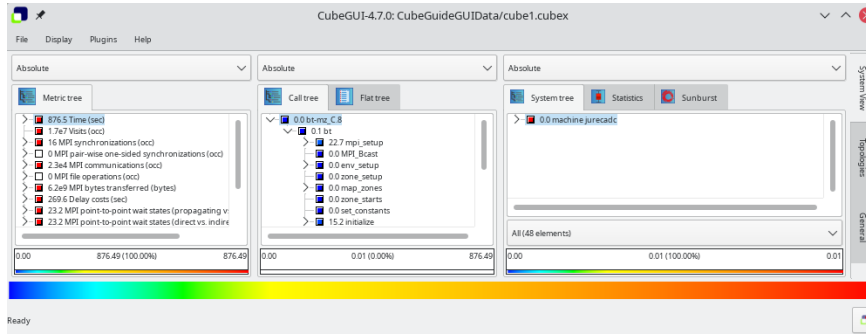 CubeGUI-4.7.0: CubeGuideGUIData/cube1.cubex
File Display Plugins Help
Absolute Absolute Absolute
Metric tree Call tree Flat tree System tree Statistics Sunburst
System View
Topologies
General
876.5 Time (sec)
1.7e7 Visits (occ)
16 MPI synchronizations (occ)
0 MPI pair-wise one-sided synchronizations (occ)
2.3e4 MPI communications (occ)
0 MPI file operations (occ)
6.2e9 MPI bytes transferred (bytes)
269.6 Delay costs (sec)
23.2 MPI point-to-point wait states (propagating v
23.2 MPI point-to-point wait states (direct vs. indire
0.00 876.49 (100.00%) 876.49
0.0 bt-mz_C.8
0.1 bt
22.7 mpi_setup
0.0 MPI_Bcast
0.0 env_setup
0.0 zone_setup
0.0 map_zones
0.0 zone_starts
0.0 set_constants
15.2 initialize
0.00 0.01 (0.00%) 876.49
0.0 machine jurecadc
All (48 elements)
0.00 0.01 (100.00%) 0.01
Ready